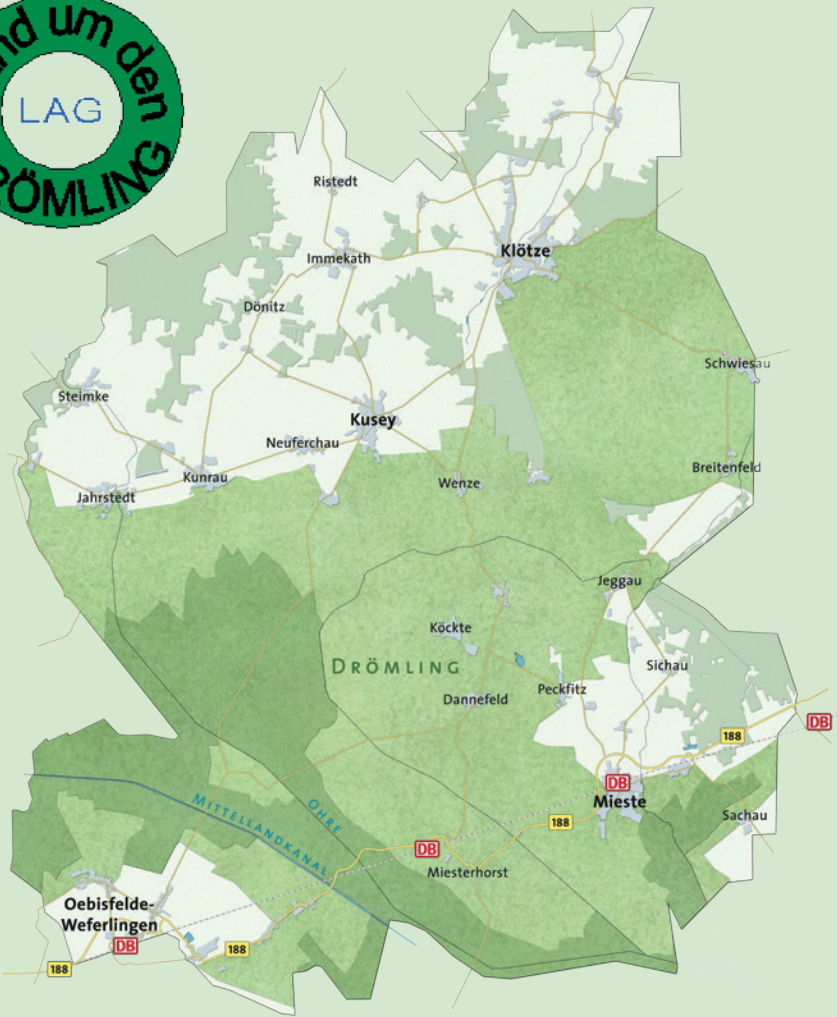 nd um den
LAG
RÖMLING
Ristedt
Klötze
Immekath
Dönitz
Schwiesau
Steimke
Kusey
Neuferchau
Breitenfeld
Kunrau
Wenze
Jahrstedt
Jeggau
Köckte
DRÖMLING
Sichau
Peckfitz
Dannefeld
DB
188
DB
Mieste
OHRE
MITTELLANDKANAL
188
Sachau
DB
Miesterhorst
Oebisfelde-
Weferlingen
DB
188
188